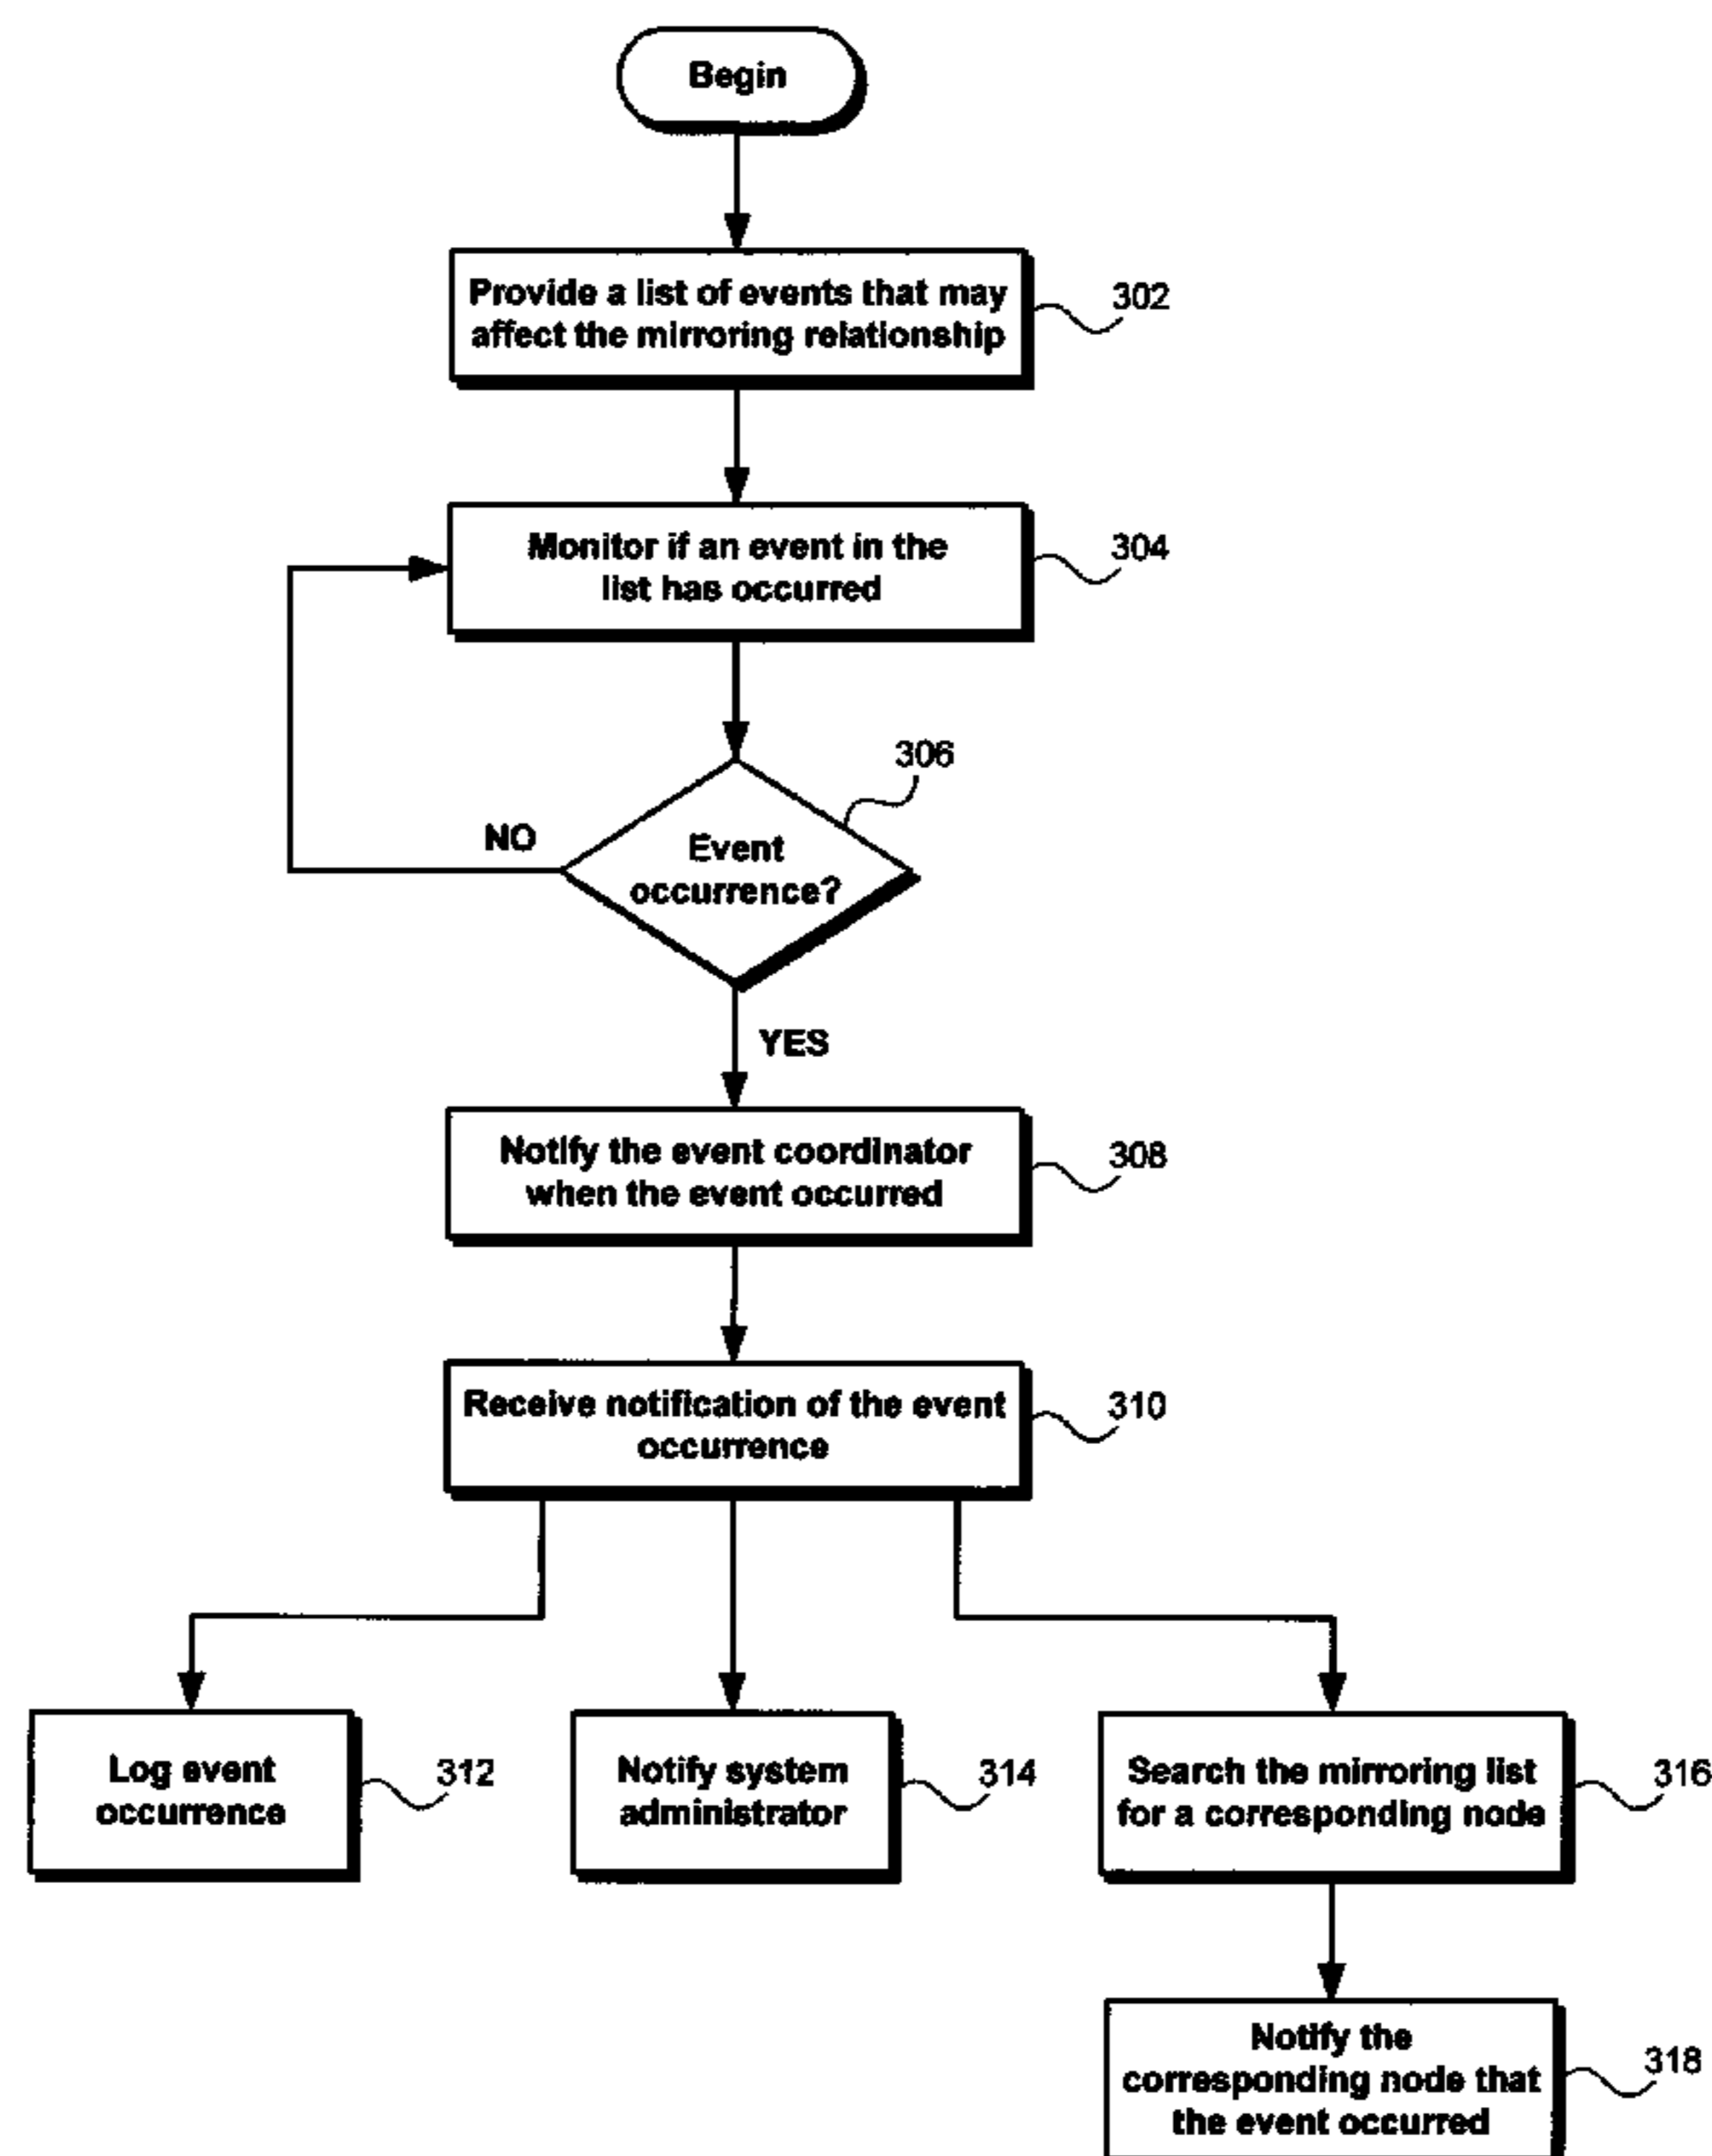 Begin
Provide a list of events that may
affect the mirroring relationship
302
Monitor if an event in the
list has occurred
304
306
NO
Event
occurrence?
YES
Notify the event coordinator
when the event occurred
308
Receive notification of the event
occurrence
310
Log event
occurrence
312
Notify system
administrator
314
Search the mirroring list
for a corresponding node
316
Notify the
corresponding node that
the event occurred
318